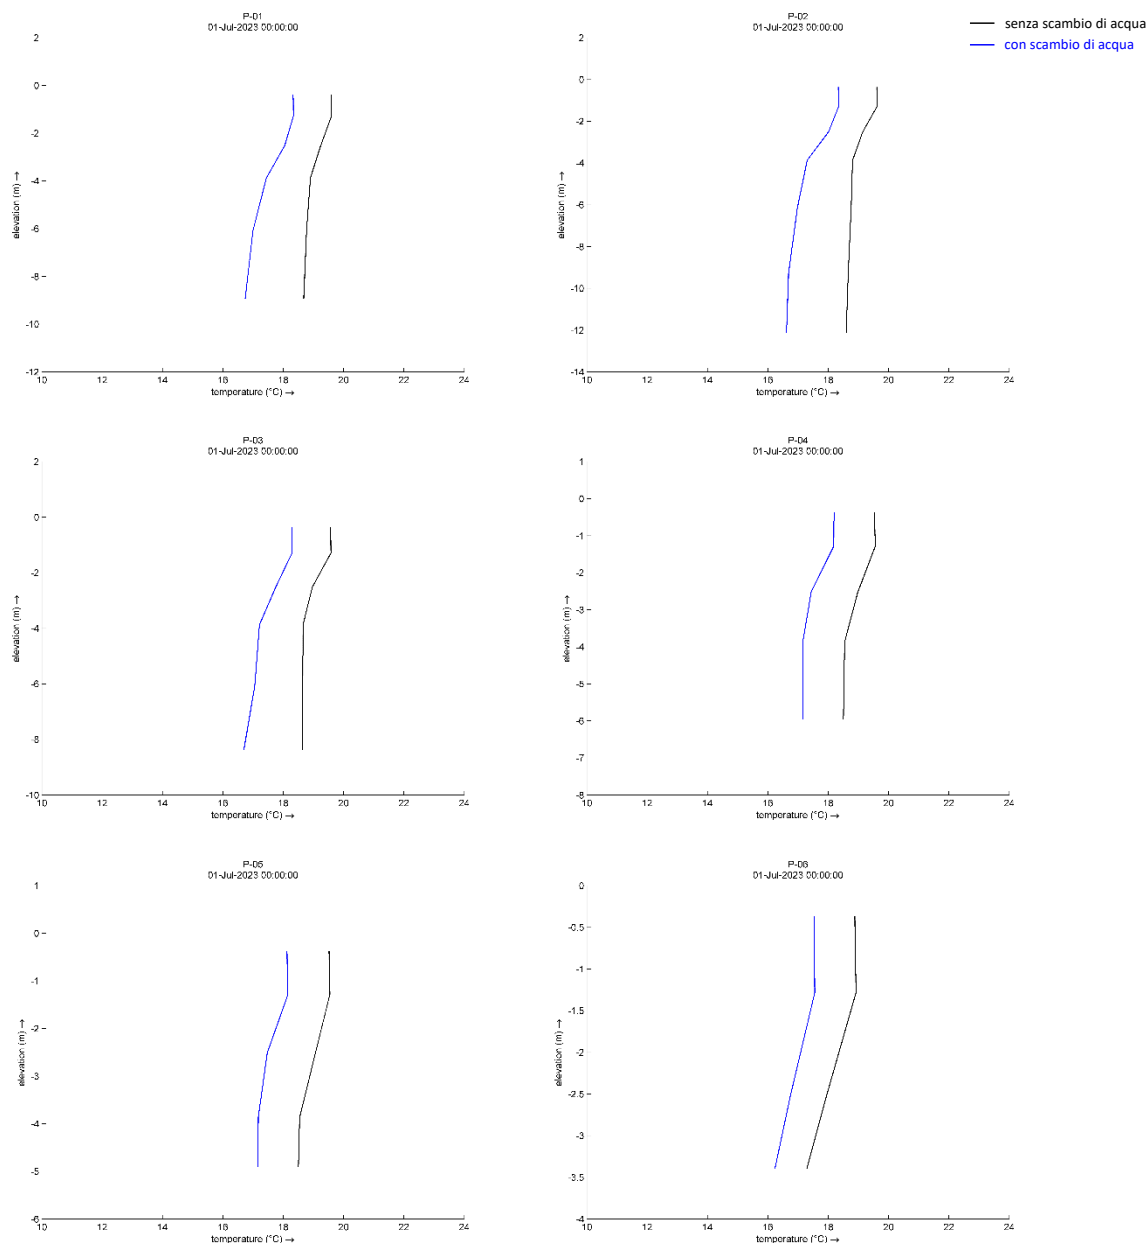 senza scambio di acqua
con scambio di acqua
P-01
01-Jul-2023 00:00:00
2
0
-2
-4
-6
-8
-10
-12
elevation (m) →
10 12 14 16 18 20 22 24
temperature (°C) →
P-02
01-Jul-2023 00:00:00
2
0
-2
-4
-6
-8
-10
-12
-14
elevation (m) →
10 12 14 16 18 20 22 24
temperature (°C) →
P-03
01-Jul-2023 00:00:00
2
0
-2
-4
-6
-8
-10
elevation (m) →
10 12 14 16 18 20 22 24
temperature (°C) →
P-04
01-Jul-2023 00:00:00
1
0
-1
-2
-3
-4
-5
-6
-7
-8
elevation (m) →
10 12 14 16 18 20 22 24
temperature (°C) →
P-05
01-Jul-2023 00:00:00
1
0
-1
-2
-3
-4
-5
-6
elevation (m) →
10 12 14 16 18 20 22 24
temperature (°C) →
P-06
01-Jul-2023 00:00:00
0
-0.5
-1
-1.5
-2
-2.5
-3
-3.5
-4
elevation (m) →
10 12 14 16 18 20 22 24
temperature (°C) →